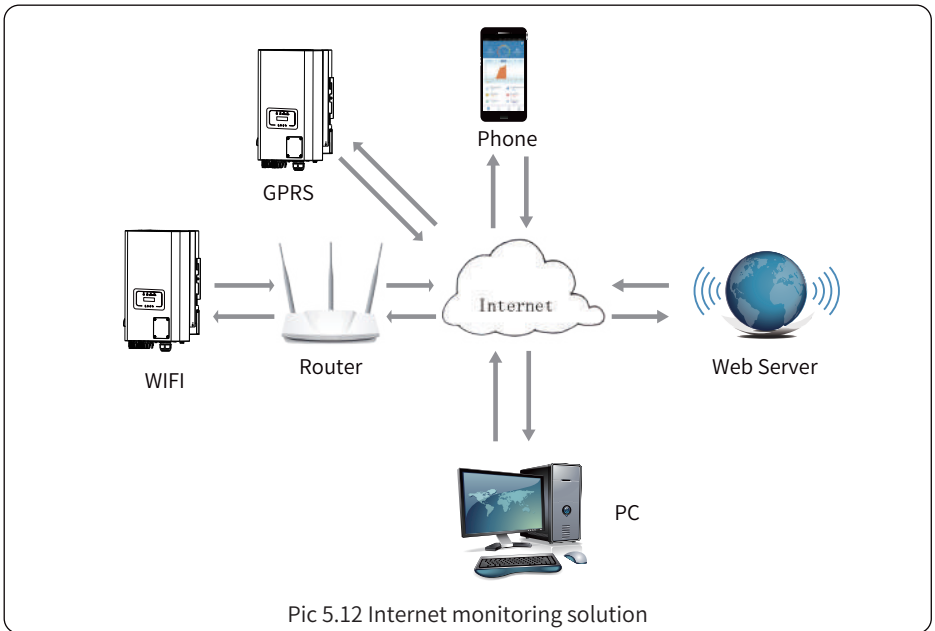 Phone
GPRS
Internet
WIFI
Router
Web Server
PC
Pic 5.12 Internet monitoring solution